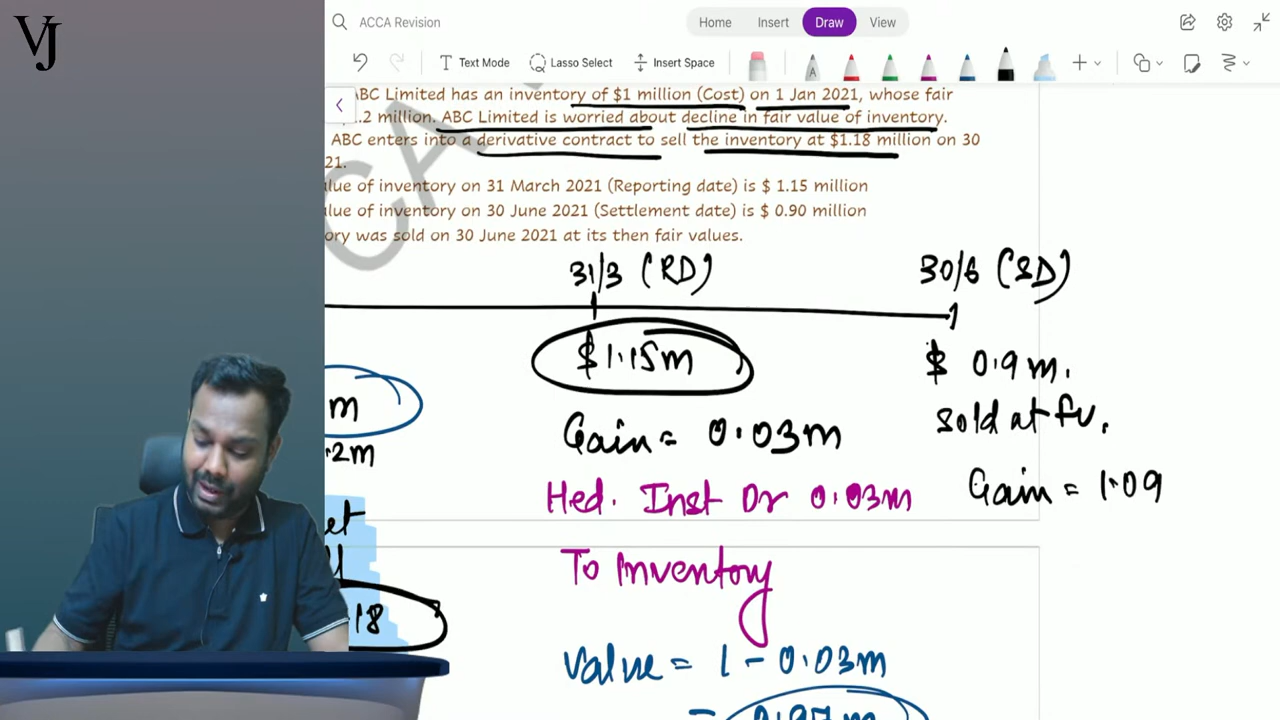 VJ
ACCA Revision
Home Insert Draw View
Text Mode Lasso Select Insert Space
ABC Limited has an inventory of $1 million (Cost) on 1 Jan 2021, whose fair
.2 million. ABC Limited is worried about decline in fair value of inventory.
ABC enters into a derivative contract to sell the inventory at $1.18 million on 30
21.
lue of inventory on 31 March 2021 (Reporting date) is $ 1.15 million
lue of inventory on 30 June 2021 (Settlement date) is $ 0.90 million
ory was sold on 30 June 2021 at its then fair values.
31/3 (RD) 30/6 (SD)
m $1.15m $ 0.9m.
.2m Gain = 0.03m sold at fv.
Hed. Inst Dr 0.03m Gain = 1.09
et
To Inventory
18
Value = 1 - 0.03m
= 0.97m